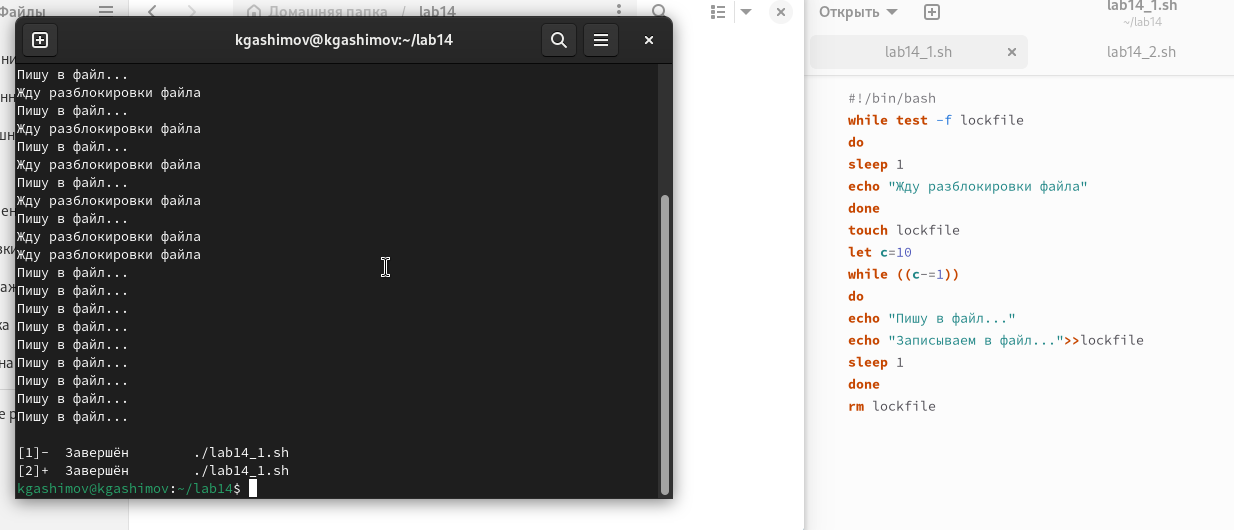 Файлы
Домашняя папка / lab14
kgashimov@kgashimov:~/lab14
Пишу в файл...
Жду разблокировки файла
Пишу в файл...
Жду разблокировки файла
Пишу в файл...
Жду разблокировки файла
Пишу в файл...
Жду разблокировки файла
Пишу в файл...
Жду разблокировки файла
Жду разблокировки файла
Пишу в файл...
Пишу в файл...
Пишу в файл...
Пишу в файл...
Пишу в файл...
Пишу в файл...
Пишу в файл...
Пишу в файл...
Пишу в файл...
[1]-  Завершён        ./lab14_1.sh
[2]+  Завершён        ./lab14_1.sh
kgashimov@kgashimov:~/lab14$
Открыть
lab14_1.sh
~/lab14
lab14_1.sh
lab14_2.sh
#!/bin/bash
while test -f lockfile
do
sleep 1
echo "Жду разблокировки файла"
done
touch lockfile
let c=10
while ((c-=1))
do
echo "Пишу в файл..."
echo "Записываем в файл...">>lockfile
sleep 1
done
rm lockfile